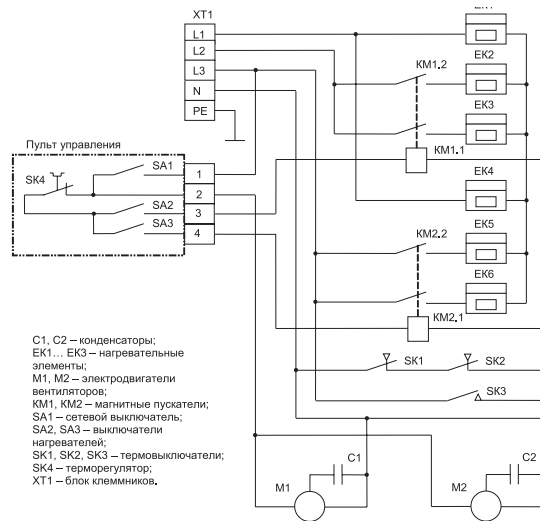 XT1
L1
L2
L3
N
PE
EK2
KM1.2
EK3
KM1.1
EK4
EK5
KM2.2
EK6
KM2.1
Пульт управления
SK4
SA1
SA2
SA3
1
2
3
4
SK1
SK2
SK3
C1
C2
M1
M2
C1, C2 – конденсаторы;
EK1... EK3 – нагревательные
элементы;
M1, M2 – электродвигатели
вентиляторов;
KM1, KM2 – магнитные пускатели;
SA1 – сетевой выключатель;
SA2, SA3 – выключатели
нагревателей;
SK1, SK2, SK3 – термовыключатели;
SK4 – терморегулятор;
XT1 – блок клеммников.